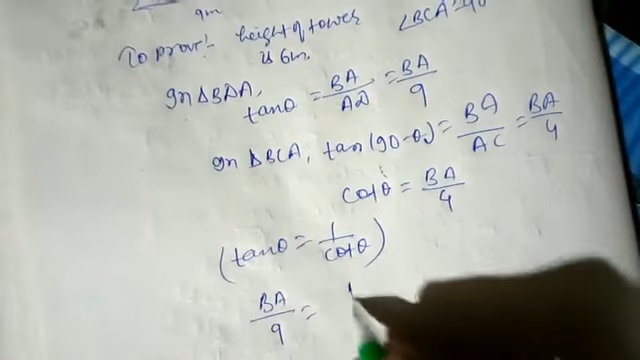 9m
To prove:- height of tower ∠BCA = 90
is 6m.
In ΔBDA,
tanθ = BA/AD = BA/9
In ΔBCA, tan(90-θ) = BA/AC = BA/4
Cotθ = BA/4
(tanθ = 1/cotθ)
BA/9 =